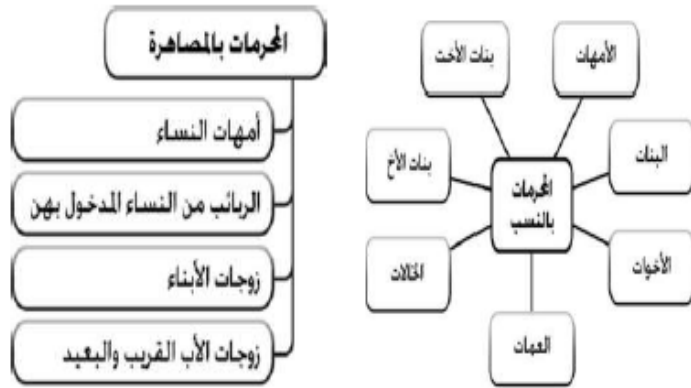 المحرمات بالنسب
الأمهات
البنات
الأخوات
العمات
الخالات
بنات الأخ
بنات الأخت
المحرمات بالمصاهرة
أمهات النساء
الربائب من النساء المدخول بهن
زوجات الأبناء
زوجات الأب القريب والبعيد